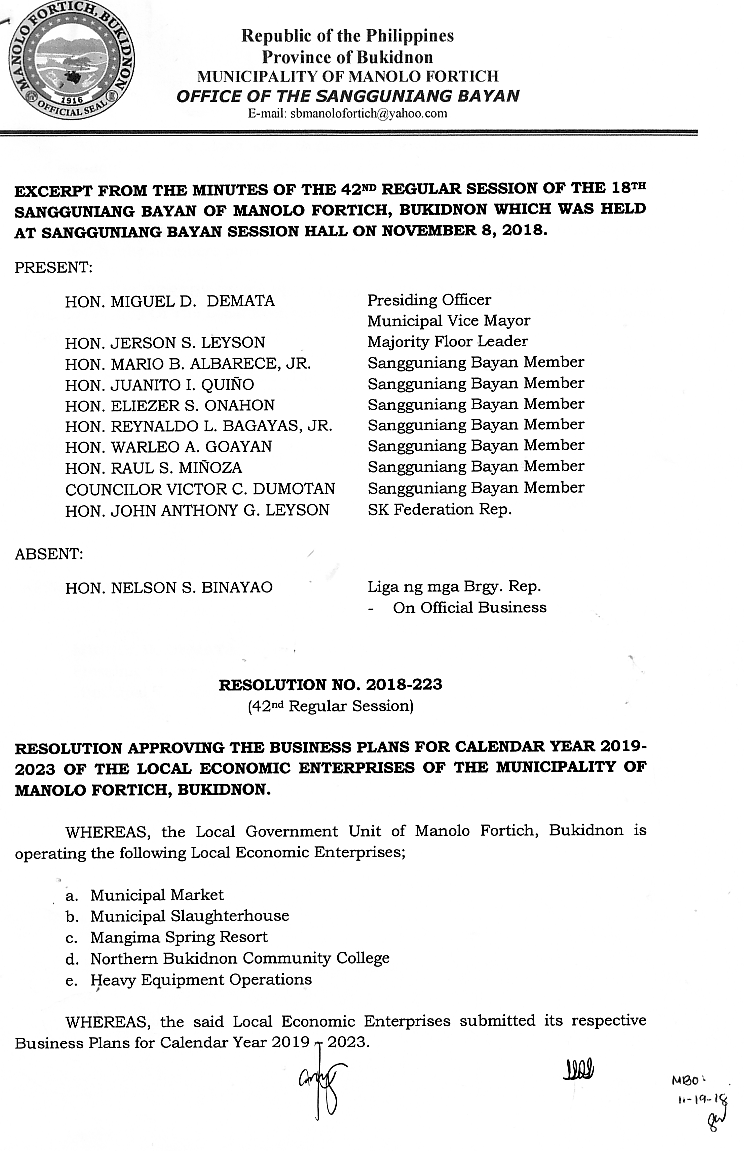 MANOLO FORTICH, BUKIDNON
1916
OFFICIAL SEAL
Republic of the Philippines
Province of Bukidnon
MUNICIPALITY OF MANOLO FORTICH
OFFICE OF THE SANGGUNIANG BAYAN
E-mail: sbmanolofortich@yahoo.com
EXCERPT FROM THE MINUTES OF THE 42ND REGULAR SESSION OF THE 18TH
SANGGUNIANG BAYAN OF MANOLO FORTICH, BUKIDNON WHICH WAS HELD
AT SANGGUNIANG BAYAN SESSION HALL ON NOVEMBER 8, 2018.
PRESENT:
HON. MIGUEL D. DEMATA Presiding Officer
Municipal Vice Mayor
HON. JERSON S. LEYSON Majority Floor Leader
HON. MARIO B. ALBARECE, JR. Sangguniang Bayan Member
HON. JUANITO I. QUIÑO Sangguniang Bayan Member
HON. ELIEZER S. ONAHON Sangguniang Bayan Member
HON. REYNALDO L. BAGAYAS, JR. Sangguniang Bayan Member
HON. WARLEO A. GOAYAN Sangguniang Bayan Member
HON. RAUL S. MIÑOZA Sangguniang Bayan Member
COUNCILOR VICTOR C. DUMOTAN Sangguniang Bayan Member
HON. JOHN ANTHONY G. LEYSON SK Federation Rep.
ABSENT:
HON. NELSON S. BINAYAO Liga ng mga Brgy. Rep.
- On Official Business
RESOLUTION NO. 2018-223
(42nd Regular Session)
RESOLUTION APPROVING THE BUSINESS PLANS FOR CALENDAR YEAR 2019-
2023 OF THE LOCAL ECONOMIC ENTERPRISES OF THE MUNICIPALITY OF
MANOLO FORTICH, BUKIDNON.
WHEREAS, the Local Government Unit of Manolo Fortich, Bukidnon is
operating the following Local Economic Enterprises;
a. Municipal Market
b. Municipal Slaughterhouse
c. Mangima Spring Resort
d. Northern Bukidnon Community College
e. Heavy Equipment Operations
WHEREAS, the said Local Economic Enterprises submitted its respective
Business Plans for Calendar Year 2019 – 2023.
MBO:
11-19-18